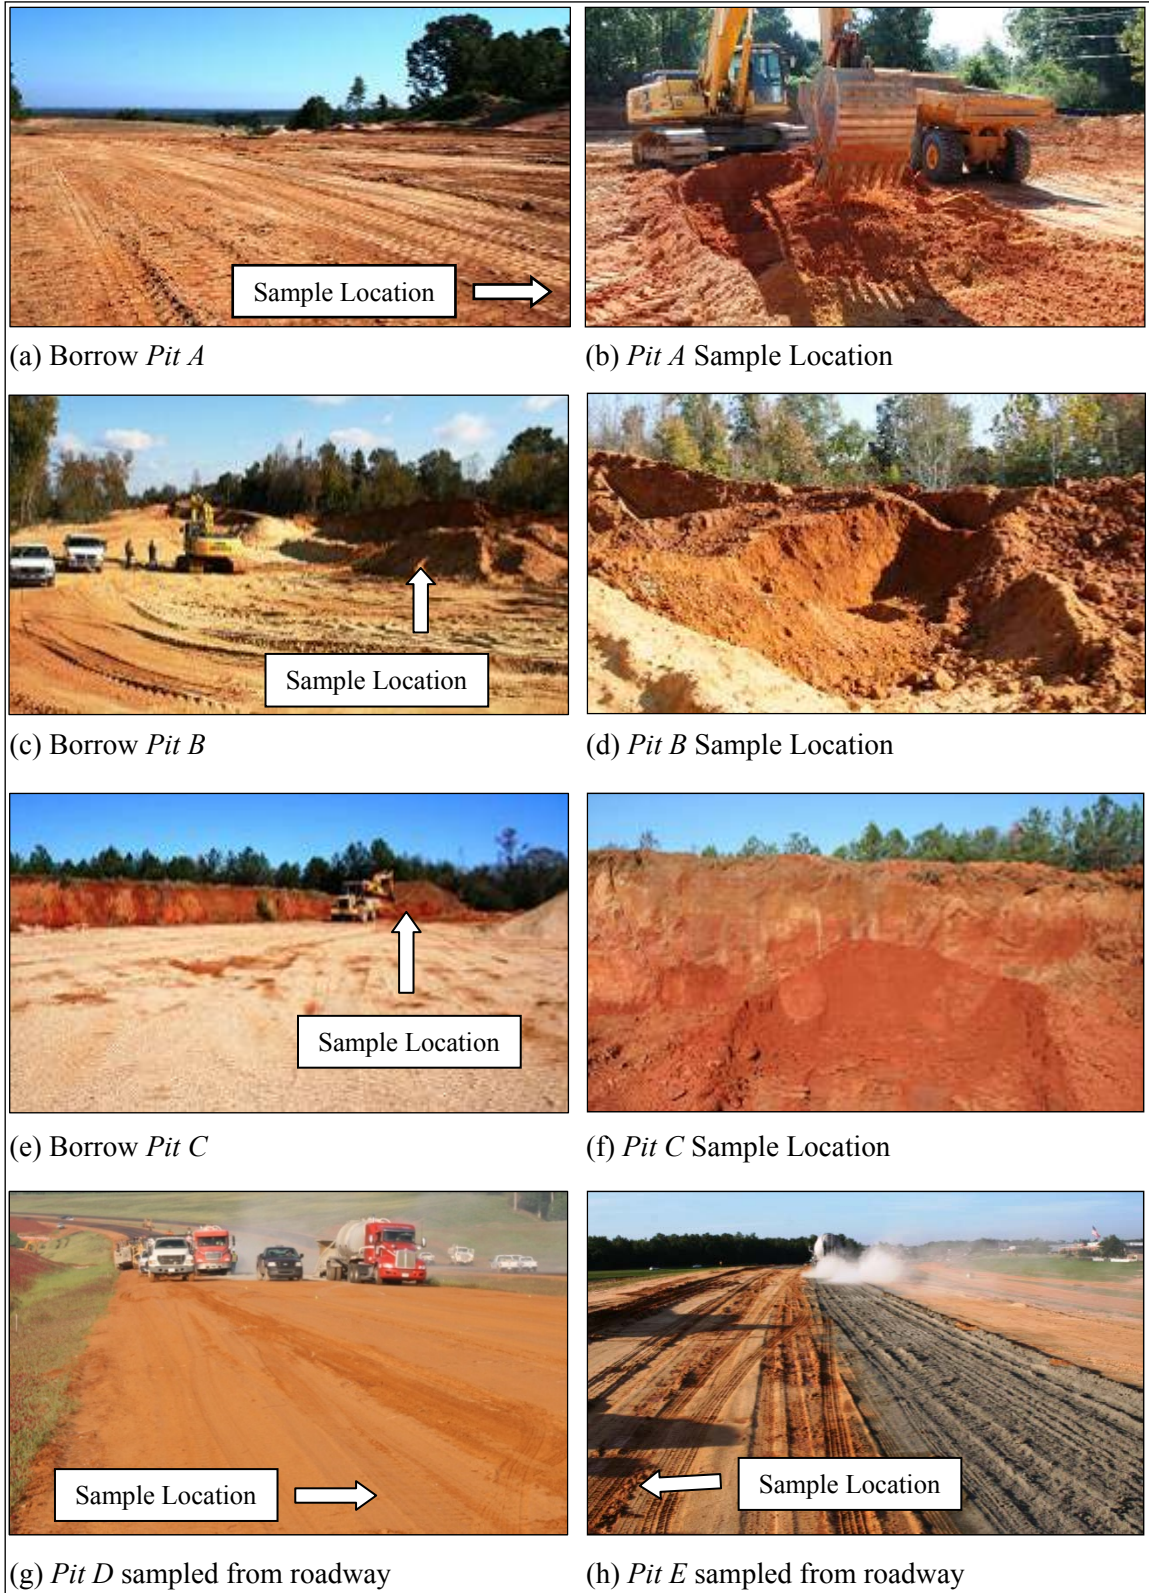 Sample Location
(a) Borrow Pit A
(b) Pit A Sample Location
Sample Location
(c) Borrow Pit B
(d) Pit B Sample Location
Sample Location
(e) Borrow Pit C
(f) Pit C Sample Location
Sample Location
Sample Location
(g) Pit D sampled from roadway
(h) Pit E sampled from roadway